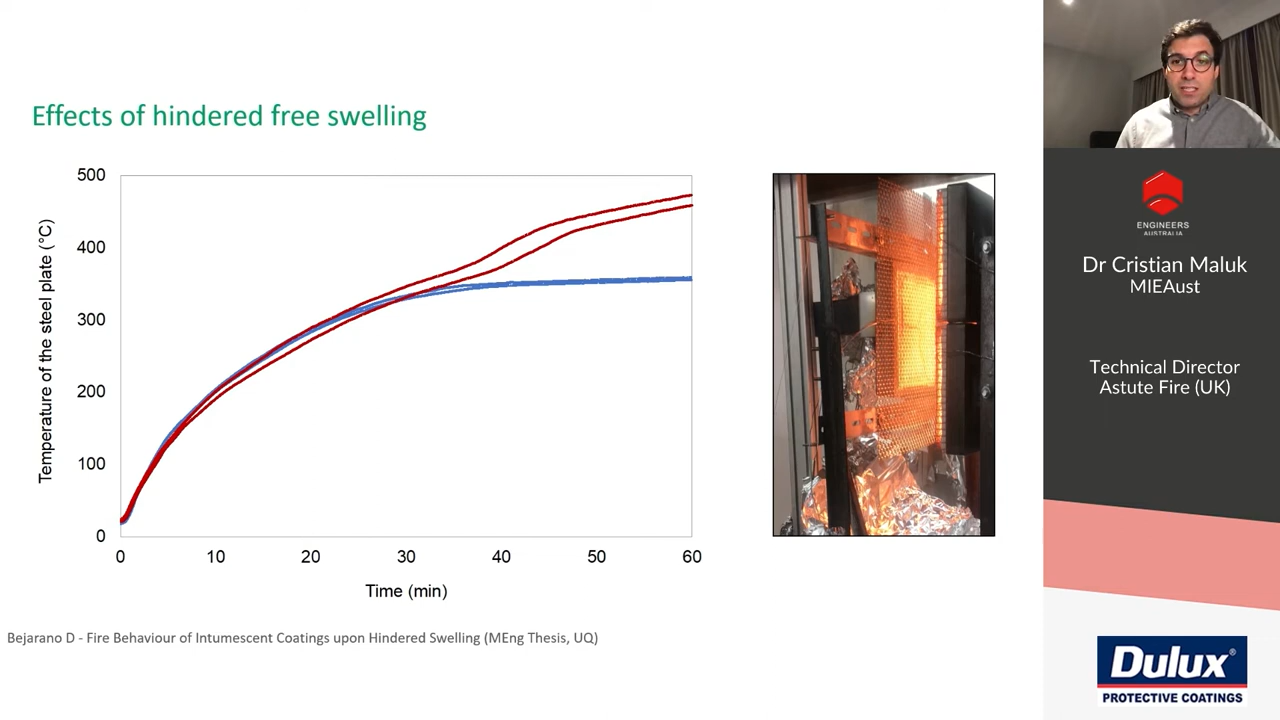 Effects of hindered free swelling
500
400
300
200
100
0
Temperature of the steel plate (°C)
0 10 20 30 40 50 60
Time (min)
Bejarano D - Fire Behaviour of Intumescent Coatings upon Hindered Swelling (MEng Thesis, UQ)
ENGINEERS
AUSTRALIA
Dr Cristian Maluk
MIEAust
Technical Director
Astute Fire (UK)
Dulux®
PROTECTIVE COATINGS